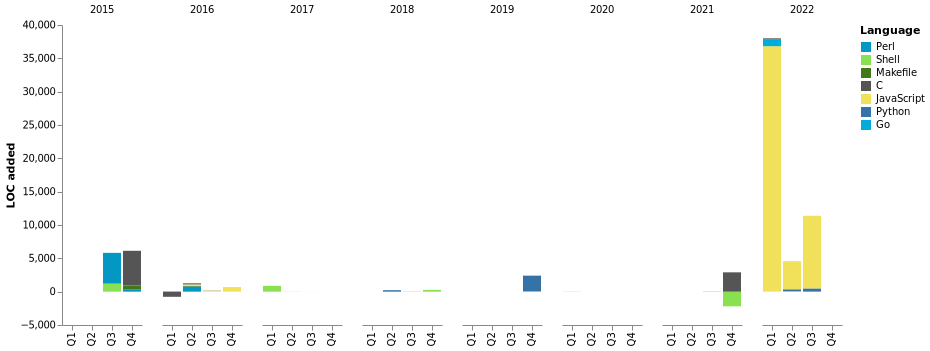 2015 2016 2017 2018 2019 2020 2021 2022
LOC added
40,000
35,000
30,000
25,000
20,000
15,000
10,000
5,000
0
−5,000
Q1 Q2 Q3 Q4 Q1 Q2 Q3 Q4 Q1 Q2 Q3 Q4 Q1 Q2 Q3 Q4 Q1 Q2 Q3 Q4 Q1 Q2 Q3 Q4 Q1 Q2 Q3 Q4 Q1 Q2 Q3 Q4
Language
Perl
Shell
Makefile
C
JavaScript
Python
Go